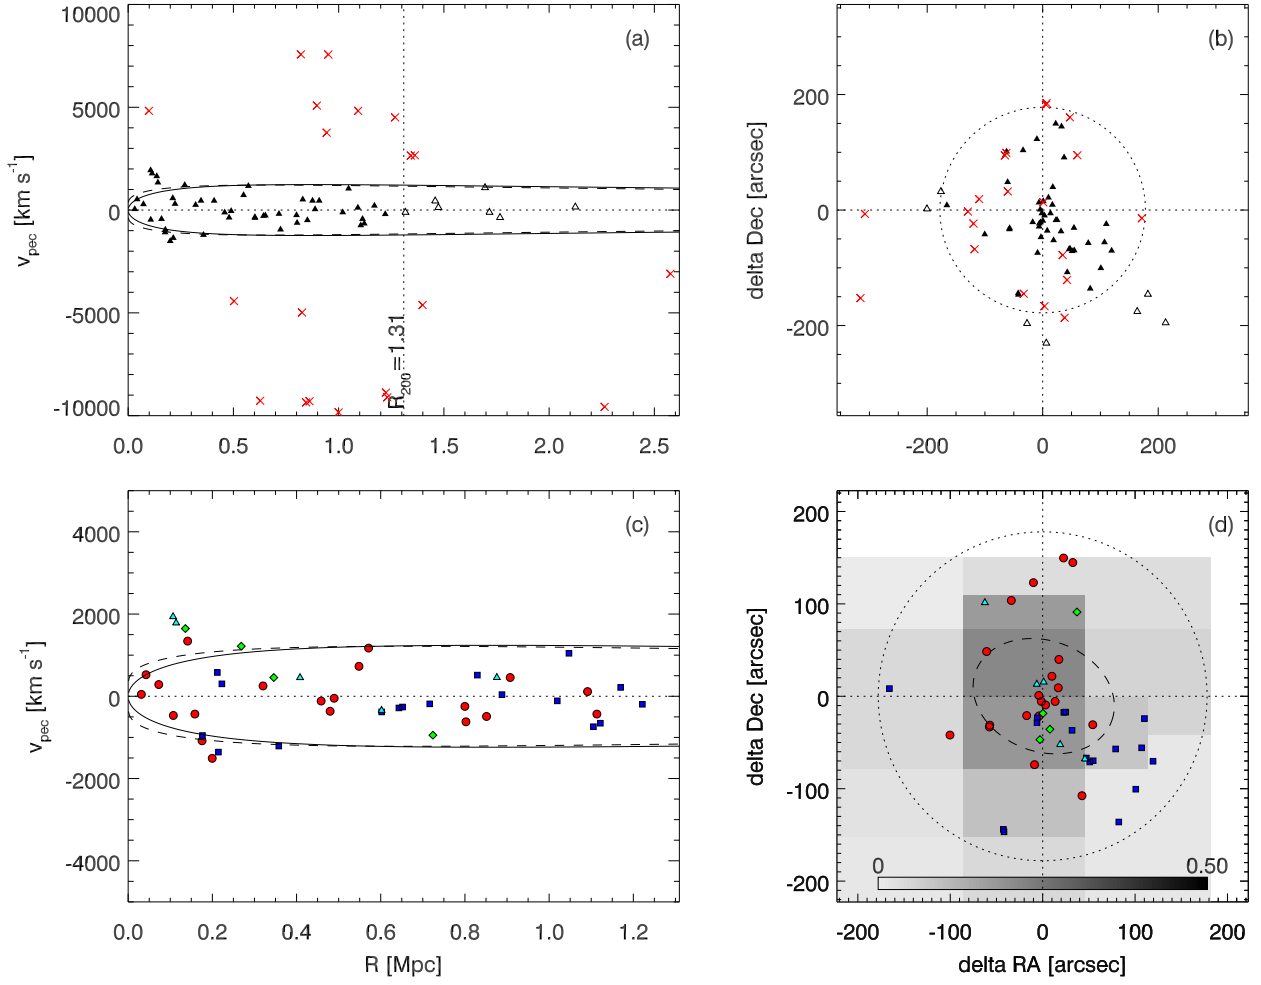 10000
5000
0
-5000
-10000
v_pec [km s^-1]
(a)
R_200=1.31
0.0 0.5 1.0 1.5 2.0 2.5
200
0
-200
delta Dec [arcsec]
(b)
-200 0 200
4000
2000
0
-2000
-4000
v_pec [km s^-1]
(c)
0.0 0.2 0.4 0.6 0.8 1.0 1.2
R [Mpc]
200
100
0
-100
-200
delta Dec [arcsec]
(d)
0 0.50
-200 -100 0 100 200
delta RA [arcsec]